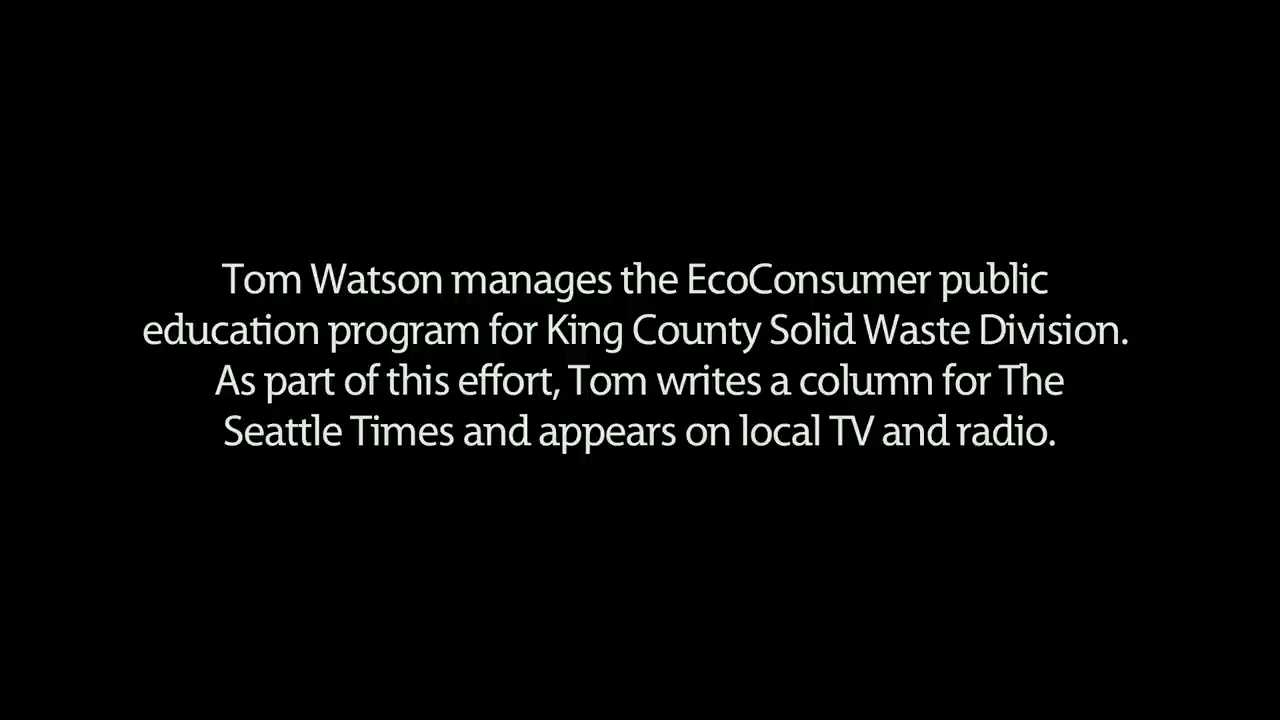 Tom Watson manages the EcoConsumer public
education program for King County Solid Waste Division.
As part of this effort, Tom writes a column for The
Seattle Times and appears on local TV and radio.